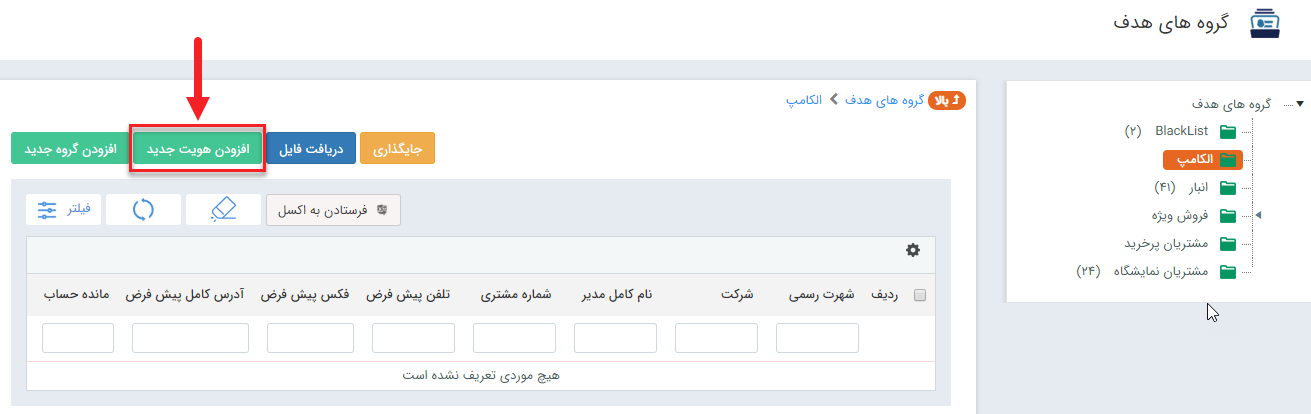 گروه های هدف
گروه های هدف
BlackList (۲)
الکامپ
انبار (۴۱)
فروش ویژه
مشتریان پرخرید
مشتریان نمایشگاه (۲۴)
بالا گروه های هدف الکامپ
جایگذاری دریافت فایل افزودن هویت جدید افزودن گروه جدید
فرستادن به اکسل فیلتر
ردیف شهرت رسمی شرکت نام کامل مدیر شماره مشتری تلفن پیش فرض فکس پیش فرض آدرس کامل پیش فرض مانده حساب
هیچ موردی تعریف نشده است